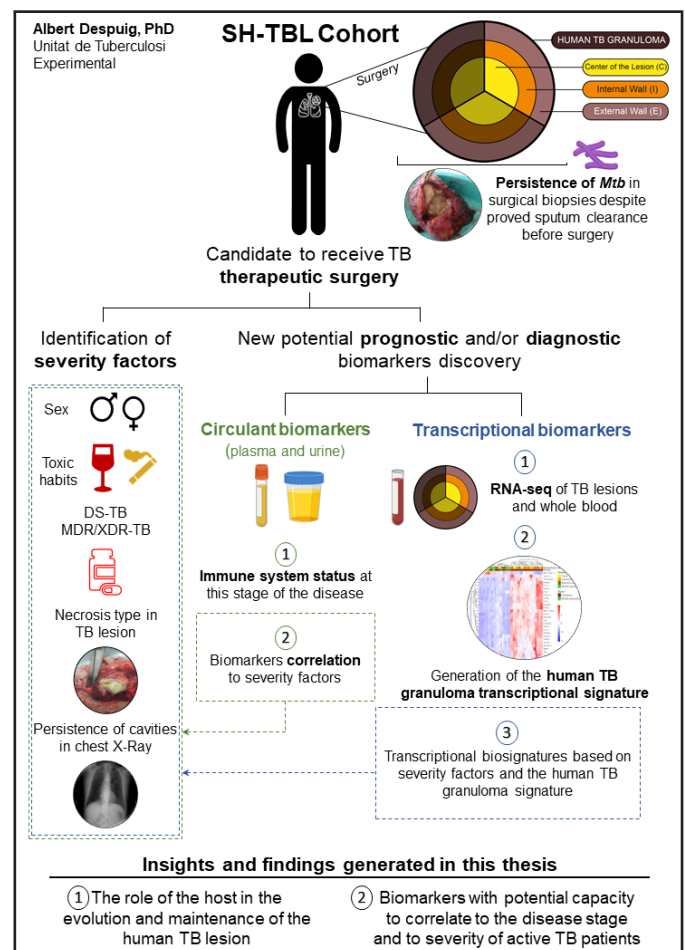 Albert Despuig, PhD
Unitat de Tuberculosi
Experimental
SH-TBL Cohort
Surgery
HUMAN TB GRANULOMA
Center of the Lesion (C)
Internal Wall (I)
External Wall (E)
Persistence of Mtb in
surgical biopsies despite
proved sputum clearance
before surgery
Candidate to receive TB
therapeutic surgery
Identification of
severity factors
Sex
Toxic
habits
DS-TB
MDR/XDR-TB
Necrosis type in
TB lesion
Persistence of cavities
in chest X-Ray
New potential prognostic and/or diagnostic
biomarkers discovery
Circulant biomarkers
(plasma and urine)
1
Immune system status at
this stage of the disease
2
Biomarkers correlation
to severity factors
Transcriptional biomarkers
1
RNA-seq of TB lesions
and whole blood
2
Generation of the human TB
granuloma transcriptional signature
3
Transcriptional biosignatures based on
severity factors and the human TB
granuloma signature
Insights and findings generated in this thesis
1 The role of the host in the
evolution and maintenance of the
human TB lesion
2 Biomarkers with potential capacity
to correlate to the disease stage
and to severity of active TB patients